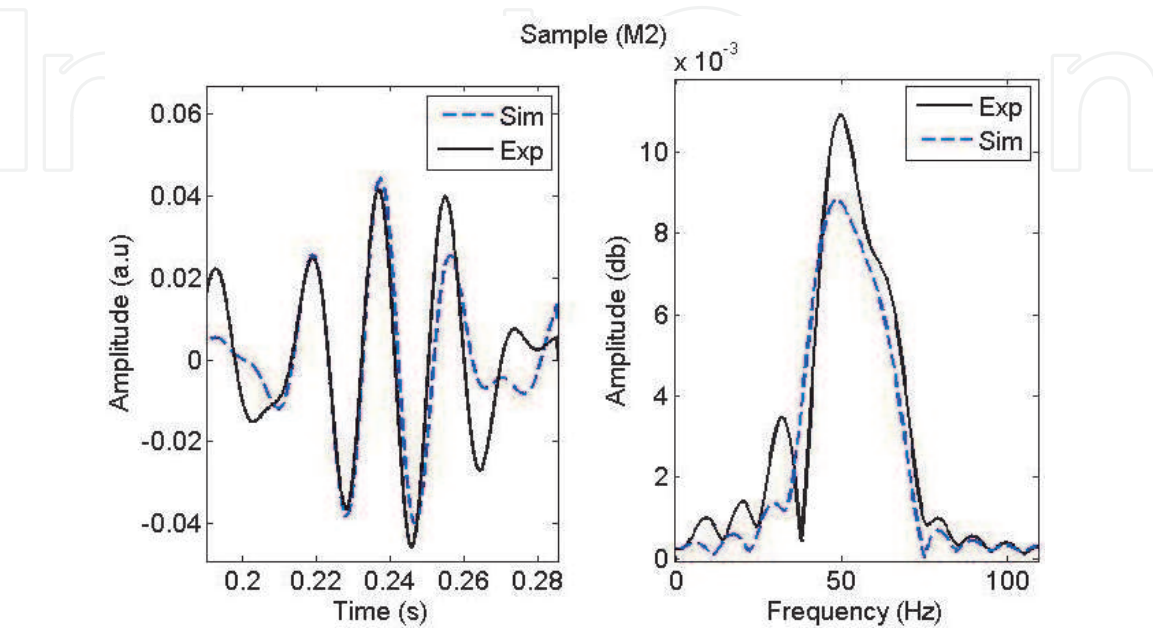 Sample (M2)
x 10-3
Sim
Exp
Exp
Sim
0.06
0.04
0.02
0
-0.02
-0.04
Amplitude (a.u)
0.2 0.22 0.24 0.26 0.28
Time (s)
10
8
6
4
2
0
Amplitude (db)
0 50 100
Frequency (Hz)